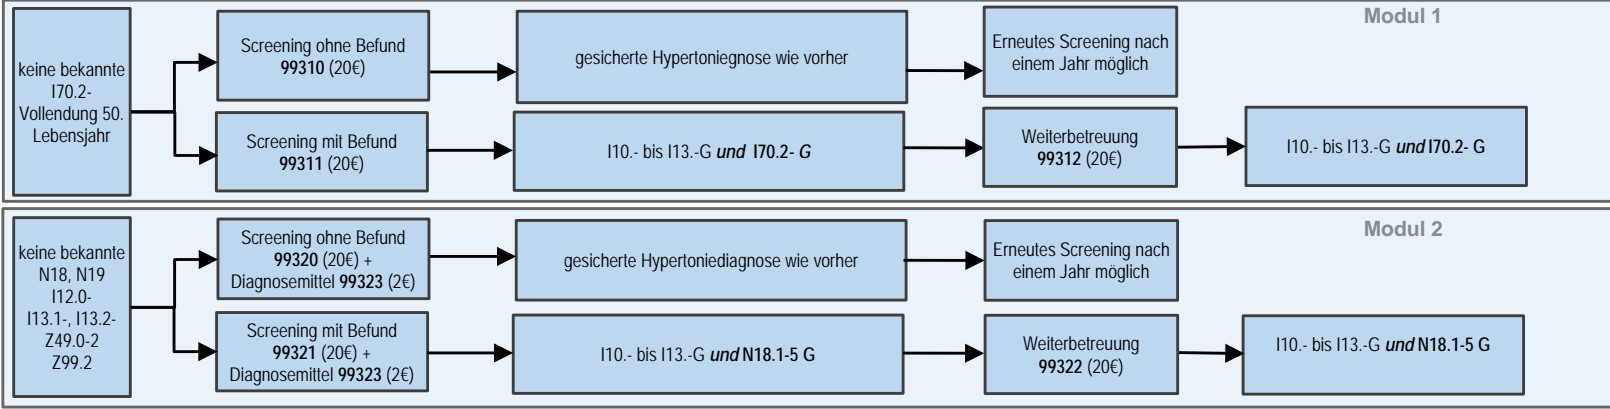 Modul 1
keine bekannte
I70.2-
Vollendung 50.
Lebensjahr
Screening ohne Befund
99310 (20€)
gesicherte Hypertoniegnose wie vorher
Erneutes Screening nach
einem Jahr möglich
Screening mit Befund
99311 (20€)
I10.- bis I13.-G und I70.2- G
Weiterbetreuung
99312 (20€)
I10.- bis I13.-G und I70.2- G
Modul 2
keine bekannte
N18, N19
I12.0-
I13.1-, I13.2-
Z49.0-2
Z99.2
Screening ohne Befund
99320 (20€) +
Diagnosemittel 99323 (2€)
gesicherte Hypertoniediagnose wie vorher
Erneutes Screening nach
einem Jahr möglich
Screening mit Befund
99321 (20€) +
Diagnosemittel 99323 (2€)
I10.- bis I13.-G und N18.1-5 G
Weiterbetreuung
99322 (20€)
I10.- bis I13.-G und N18.1-5 G